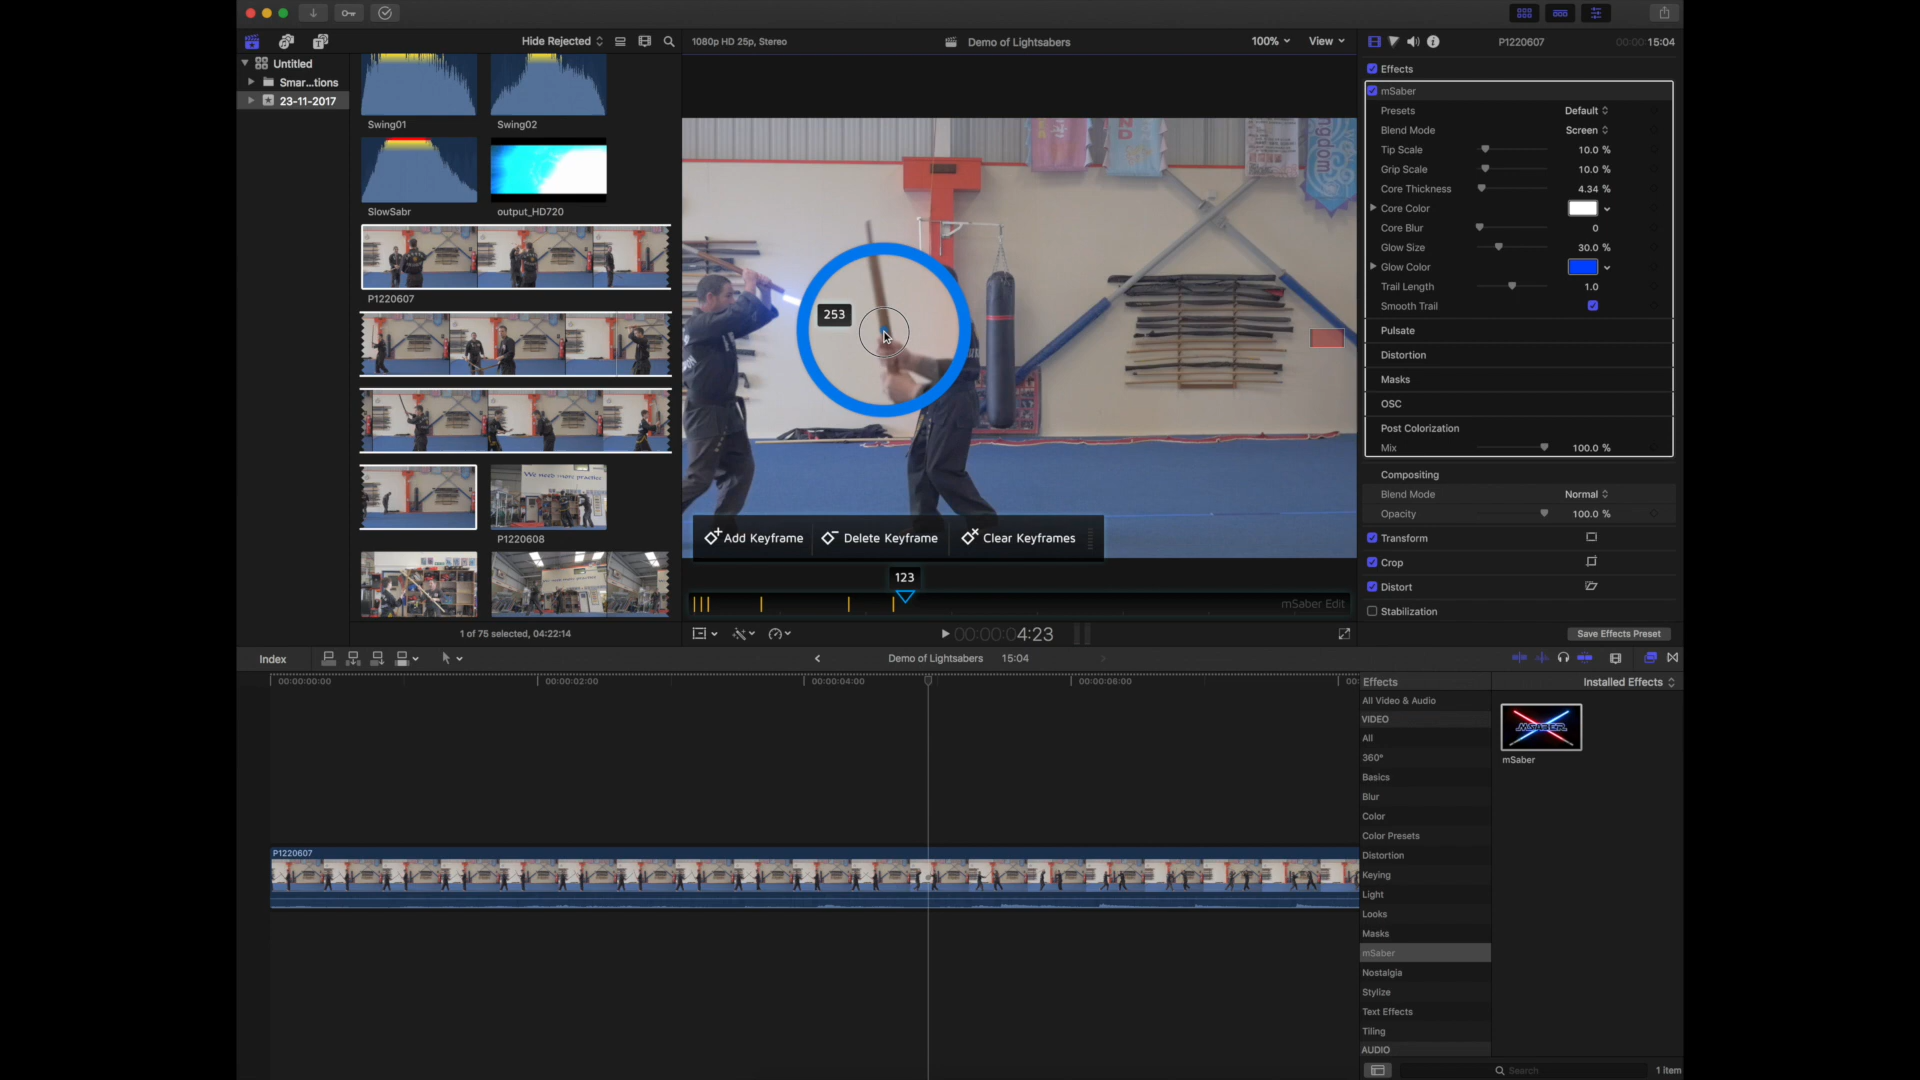 Hide Rejected
1080p HD 25p, Stereo
Demo of Lightsabers
100%
View
P1220607
00:00:15:04
Untitled
Smar...tions
23-11-2017
Swing01
Swing02
SlowSabr
output_HD720
P1220607
We need more practice
P1220608
1 of 75 selected, 04:22:14
253
Add Keyframe
Delete Keyframe
Clear Keyframes
123
mSaber Edit
00:00:04:23
Effects
mSaber
Presets
Default
Blend Mode
Screen
Tip Scale
10.0 %
Grip Scale
10.0 %
Core Thickness
4.34 %
Core Color
Core Blur
0
Glow Size
30.0 %
Glow Color
Trail Length
1.0
Smooth Trail
Pulsate
Distortion
Masks
OSC
Post Colorization
Mix
100.0 %
Compositing
Blend Mode
Normal
Opacity
100.0 %
Transform
Crop
Distort
Stabilization
Save Effects Preset
Index
Demo of Lightsabers
15:04
00:00:00:00
00:00:02:00
00:00:04:00
00:00:06:00
P1220607
Effects
Installed Effects
All Video & Audio
VIDEO
All
360°
Basics
Blur
Color
Color Presets
Distortion
Keying
Light
Looks
Masks
mSaber
Nostalgia
Stylize
Text Effects
Tiling
AUDIO
MSABER
mSaber
Search
1 item